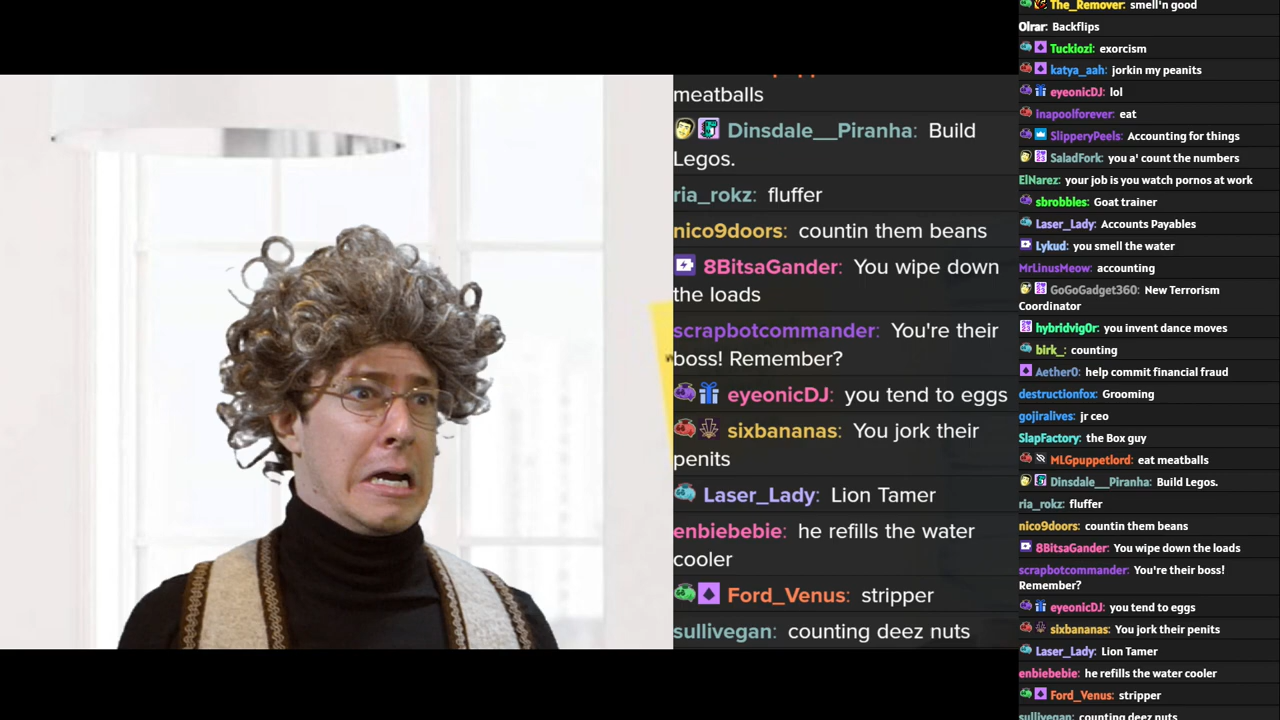 meatballs
Dinsdale__Piranha: Build
Legos.
ria_rokz: fluffer
nico9doors: countin them beans
8BitsaGander: You wipe down
the loads
scrapbotcommander: You're their
boss! Remember?
eyeonicDJ: you tend to eggs
sixbananas: You jork their
penits
Laser_Lady: Lion Tamer
enbiebebie: he refills the water
cooler
Ford_Venus: stripper
sullivegan: counting deez nuts
The_Remover: smell'n good
Olrar: Backflips
Tuckiozi: exorcism
katya_aah: jorkin my peanits
eyeonicDJ: lol
inapoolforever: eat
SlipperyPeels: Accounting for things
SaladFork: you a' count the numbers
ElNarez: your job is you watch pornos at work
sbrobbles: Goat trainer
Laser_Lady: Accounts Payables
Lykud: you smell the water
MrLinusMeow: accounting
GoGoGadget360: New Terrorism
Coordinator
hybridvig0r: you invent dance moves
birk_: counting
Aether0: help commit financial fraud
destructionfox: Grooming
gojiralives: jr ceo
SlapFactory: the Box guy
MLGpuppetlord: eat meatballs
Dinsdale__Piranha: Build Legos.
ria_rokz: fluffer
nico9doors: countin them beans
8BitsaGander: You wipe down the loads
scrapbotcommander: You're their boss!
Remember?
eyeonicDJ: you tend to eggs
sixbananas: You jork their penits
Laser_Lady: Lion Tamer
enbiebebie: he refills the water cooler
Ford_Venus: stripper
sullivegan: counting deez nuts